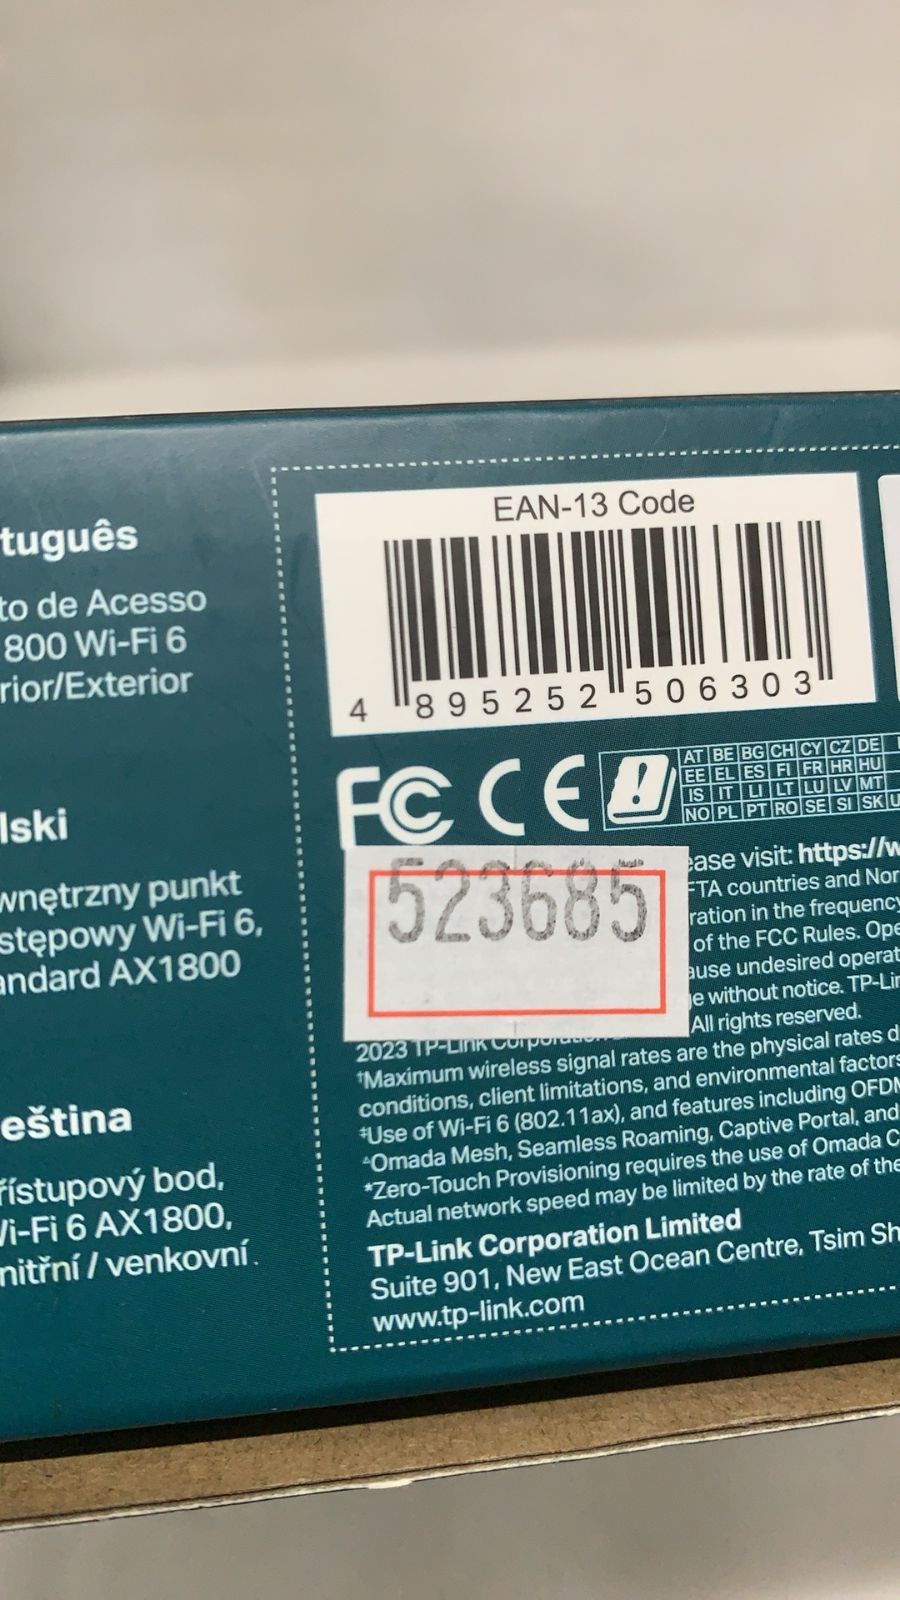 tuguês
to de Acesso
800 Wi-Fi 6
rior/Exterior
lski
wnętrzny punkt
stępowy Wi-Fi 6,
andard AX1800
eština
řístupový bod,
Vi-Fi 6 AX1800,
nitřní / venkovní.
EAN-13 Code
4 895252 506303
FC CE
AT BE BG CH CY CZ DE
EE EL ES FI FR HR HU
IS IT LI LT LU LV MT
NO PL PT RO SE SI SK U
523685
ease visit: https://w
FTA countries and Nor
ration in the frequency
of the FCC Rules. Ope
ause undesired operat
e without notice. TP-Lin
All rights reserved.
2023 TP-Link
†Maximum wireless signal rates are the physical rates d
conditions, client limitations, and environmental factors
‡Use of Wi-Fi 6 (802.11ax), and features including OFDM
△Omada Mesh, Seamless Roaming, Captive Portal, and
*Zero-Touch Provisioning requires the use of Omada C
Actual network speed may be limited by the rate of the
TP-Link Corporation Limited
Suite 901, New East Ocean Centre, Tsim Sh
www.tp-link.com